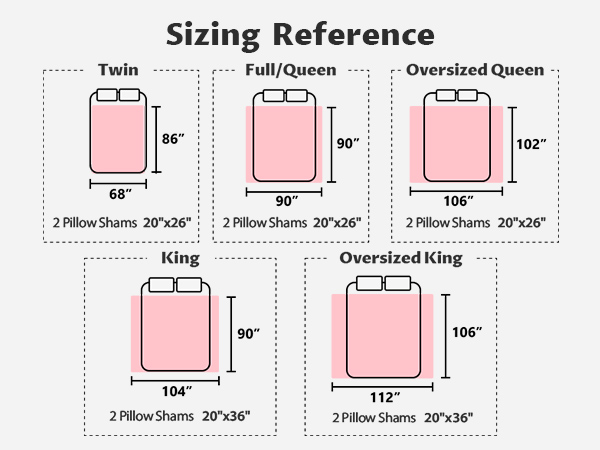 Sizing Reference
Twin
86”
68”
2 Pillow Shams 20"x26"
Full/Queen
90”
90”
2 Pillow Shams 20"x26"
Oversized Queen
102”
106”
2 Pillow Shams 20"x26"
King
90”
104”
2 Pillow Shams 20"x36"
Oversized King
106”
112”
2 Pillow Shams 20"x36"